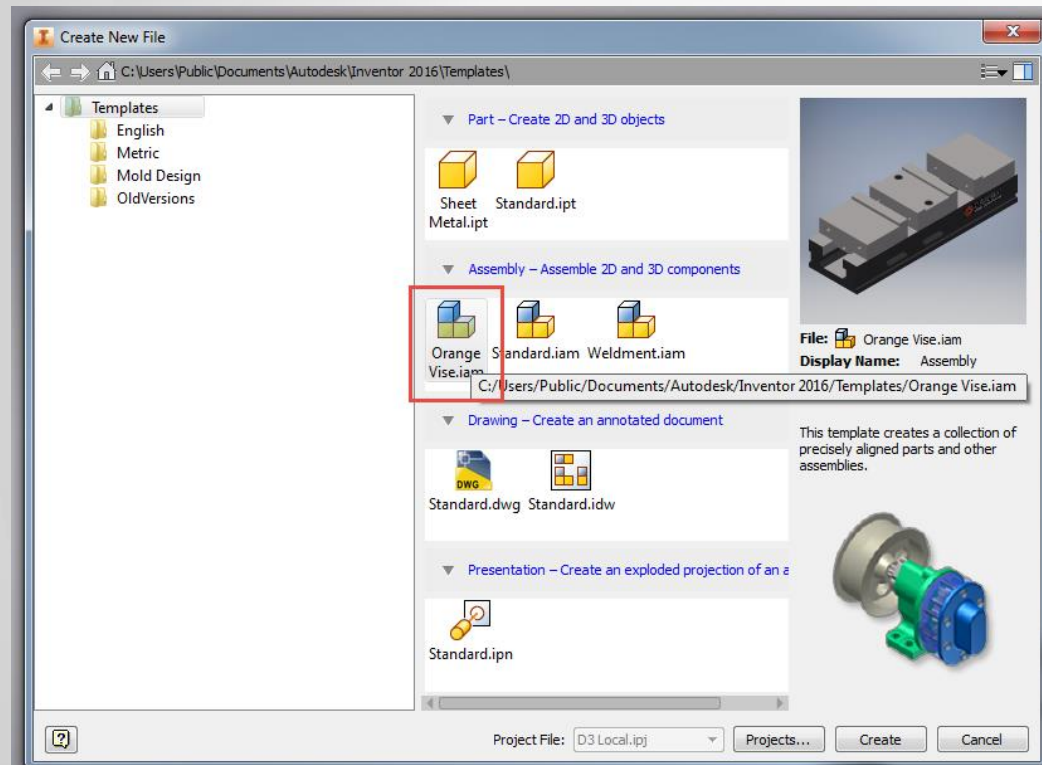 Create New File
C:\Users\Public\Documents\Autodesk\Inventor 2016\Templates\
Templates
English
Metric
Mold Design
OldVersions
Part – Create 2D and 3D objects
Sheet Metal.ipt
Standard.ipt
Assembly – Assemble 2D and 3D components
Orange Vise.iam
Standard.iam
Weldment.iam
C:/Users/Public/Documents/Autodesk/Inventor 2016/Templates/Orange Vise.iam
Drawing – Create an annotated document
DWG
Standard.dwg
Standard.idw
Presentation – Create an exploded projection of an a
Standard.ipn
File: Orange Vise.iam
Display Name: Assembly
This template creates a collection of
precisely aligned parts and other
assemblies.
Project File: D3 Local.ipj
Projects...
Create
Cancel